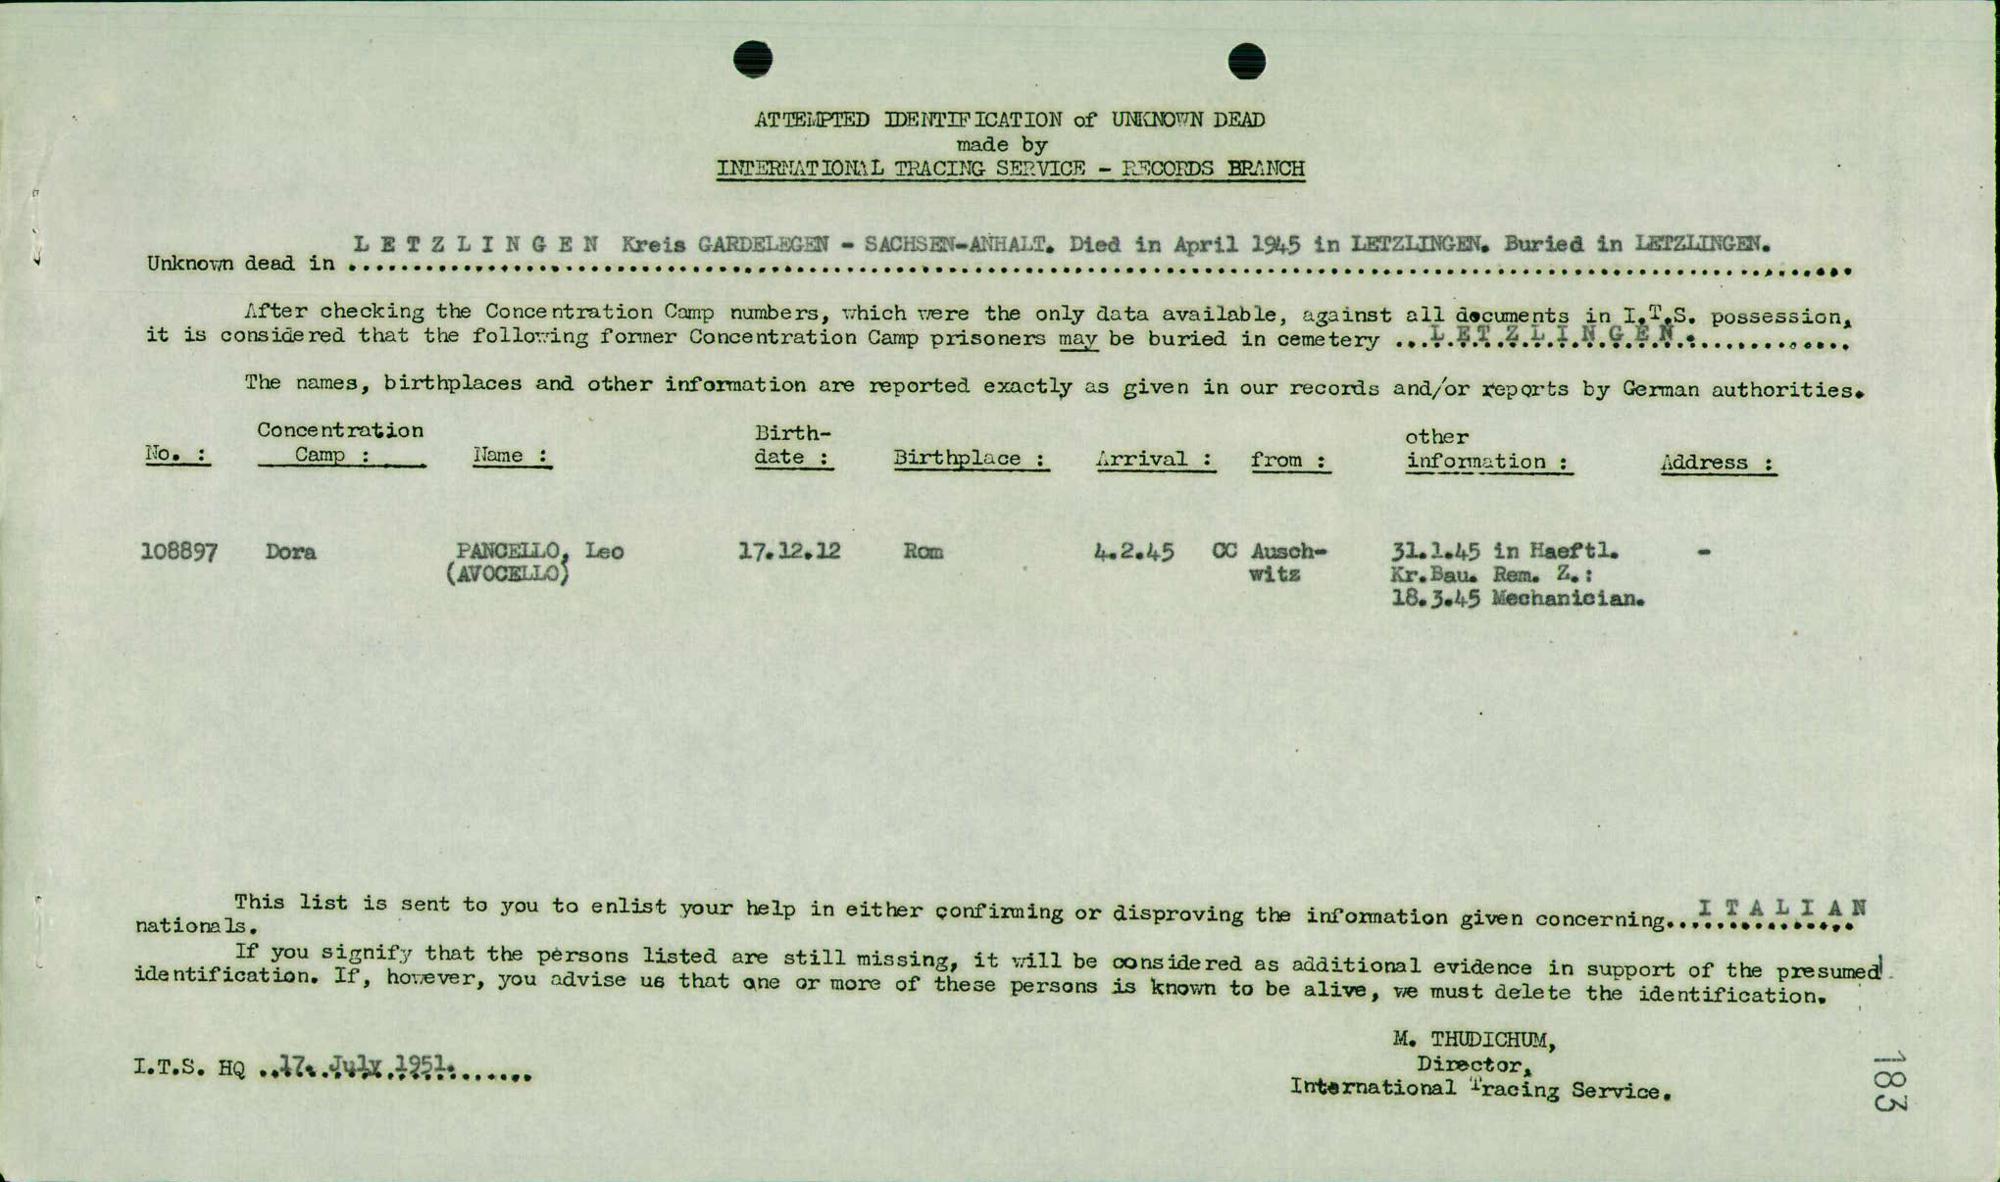 ATTEMPTED IDENTIFICATION of UNKNOWN DEAD
made by
INTERNATIONAL TRACING SERVICE - RECORDS BRANCH
L E T Z L I N G E N Kreis GARDELEGEN - SACHSEN-ANHALT. Died in April 1945 in LETZLINGEN. Buried in LETZLINGEN.
Unknown dead in ..........
After checking the Concentration Camp numbers, which were the only data available, against all documents in I.T.S. possession,
it is considered that the following former Concentration Camp prisoners may be buried in cemetery ...L E T Z L I N G E N...........
The names, birthplaces and other information are reported exactly as given in our records and/or reports by German authorities.
No. : Concentration Camp : Name : Birth-date : Birthplace : Arrival : from : other information : Address :
108897 Dora PANCELLO, Leo 17.12.12 Rom 4.2.45 CC Ausch- 31.1.45 in Haeftl. -
(AVOCELLO) witz Kr.Bau. Rem. Z.:
18.3.45 Mechanician.
This list is sent to you to enlist your help in either confirming or disproving the information given concerning..I T A L I A N
nationals.
If you signify that the persons listed are still missing, it will be considered as additional evidence in support of the presumed
identification. If, however, you advise us that one or more of these persons is known to be alive, we must delete the identification.
M. THUDICHUM,
Director,
International Tracing Service.
I.T.S. HQ ..17. July 1951.......
183